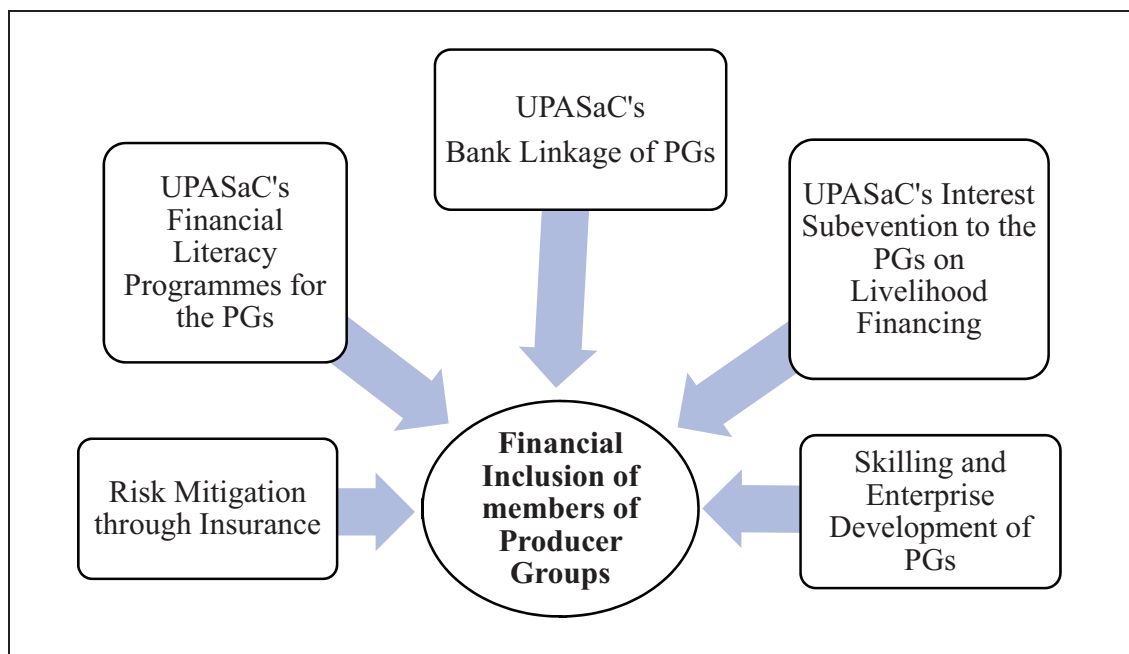 UPASaC's
Bank Linkage of PGs
UPASaC's
Financial
Literacy
Programmes for
the PGs
UPASaC's Interest
Subevention to the
PGs on
Livelihood
Financing
Risk Mitigation
through Insurance
Financial
Inclusion of
members of
Producer
Groups
Skilling and
Enterprise
Development of
PGs